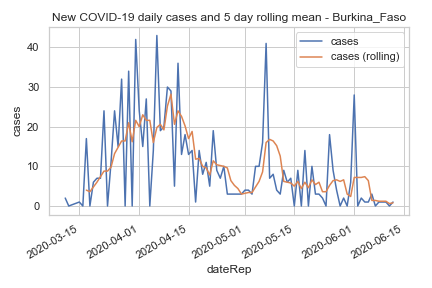 New COVID-19 daily cases and 5 day rolling mean - Burkina_Faso
cases
cases (rolling)
40
30
20
10
0
cases
2020-03-15
2020-04-01
2020-04-15
2020-05-01
2020-05-15
2020-06-01
2020-06-15
dateRep